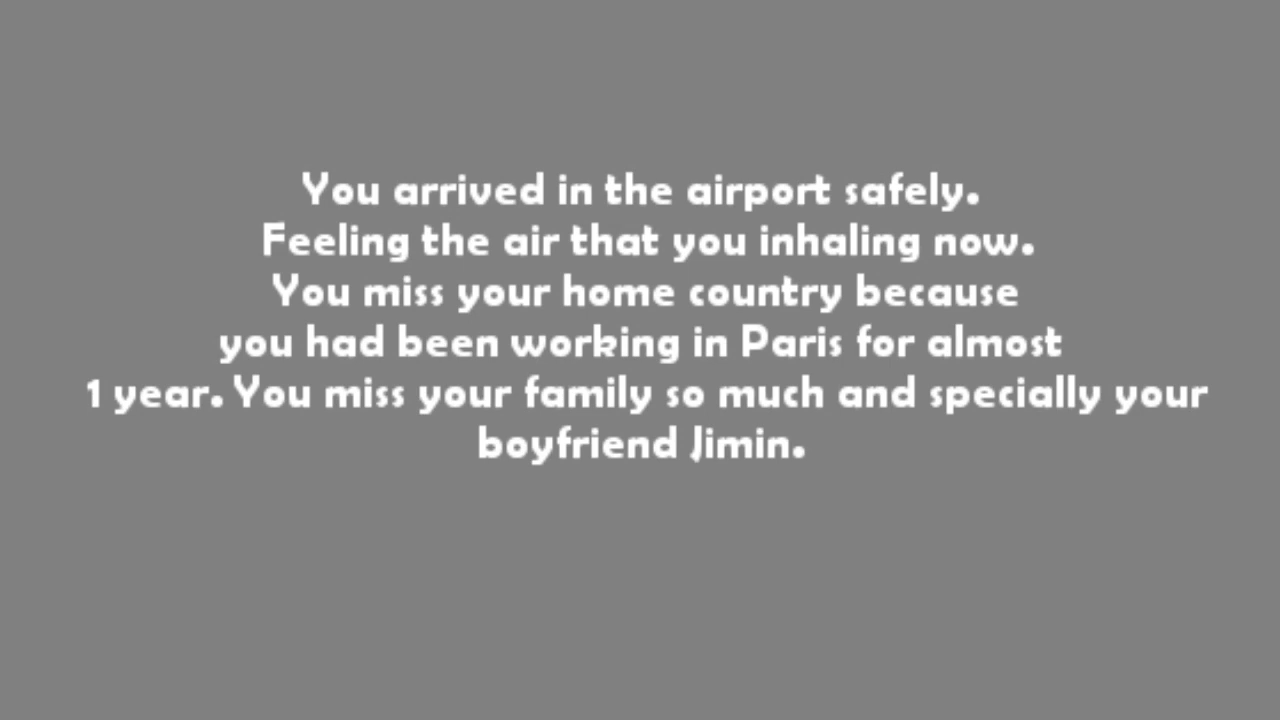 You arrived in the airport safely.
Feeling the air that you inhaling now.
You miss your home country because
you had been working in Paris for almost
1 year. You miss your family so much and specially your
boyfriend Jimin.